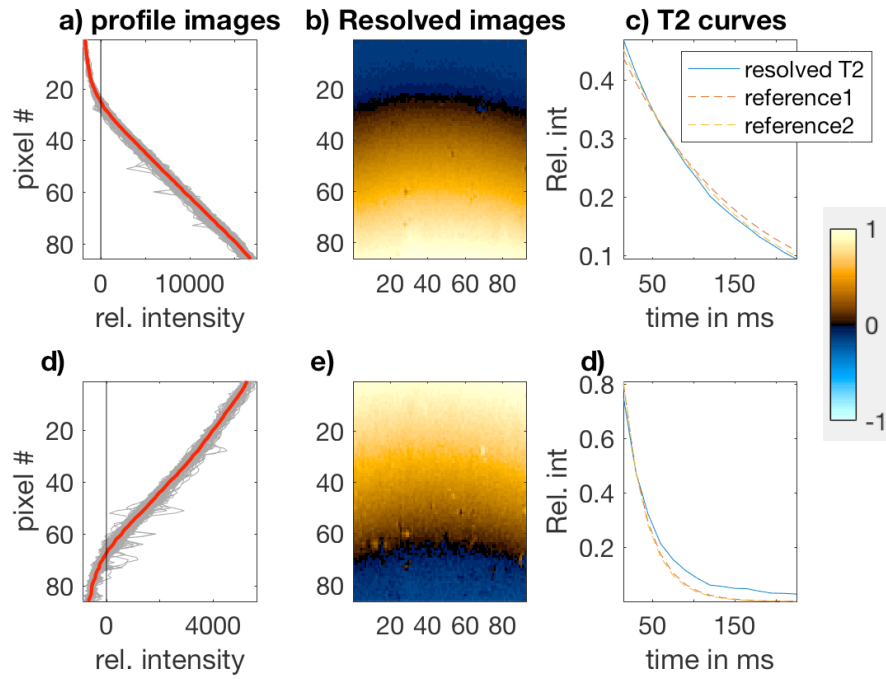 a) profile images
b) Resolved images
c) T2 curves
pixel #
20
40
60
80
0
10000
rel. intensity
20
40
60
80
20
40
60
80
Rel. int
0.4
0.3
0.2
0.1
50
150
time in ms
resolved T2
reference1
reference2
1
0
-1
d)
e)
d)
pixel #
20
40
60
80
0
4000
rel. intensity
20
40
60
80
20
40
60
80
Rel. int
0.8
0.6
0.4
0.2
50
150
time in ms